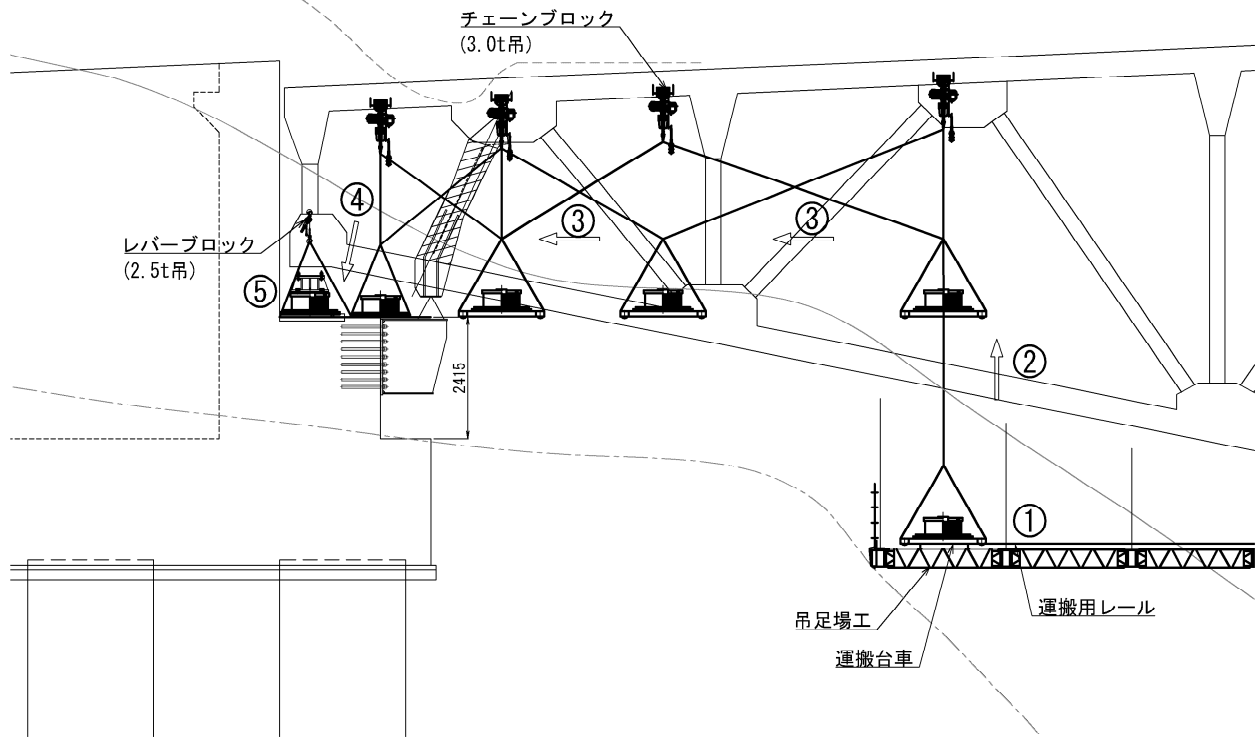 チェーンブロック
(3.0t吊)
④
③
③
レバーブロック
(2.5t吊)
⑤
②
2415
①
運搬用レール
吊足場工
運搬台車